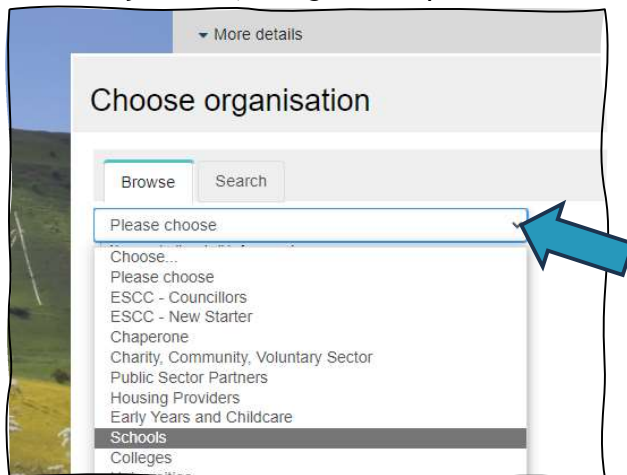 More details
Choose organisation
Browse Search
Please choose
Choose...
Please choose
ESCC - Councillors
ESCC - New Starter
Chaperone
Charity, Community, Voluntary Sector
Public Sector Partners
Housing Providers
Early Years and Childcare
Schools
Colleges